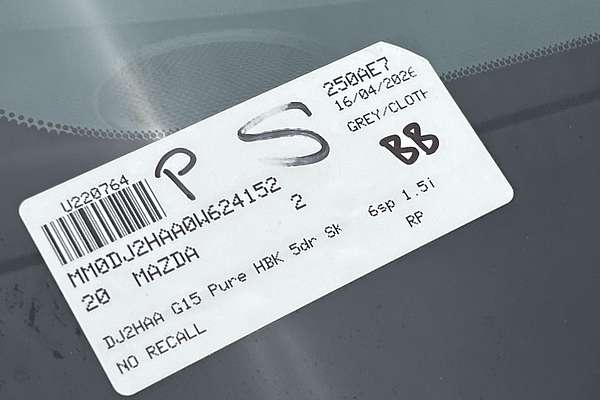 250AE7
16/04/2026
GREY/CLOTH
P S
BB
U220764
MM0DJ2HAA0W624152
20 MAZDA 2
DJ2HAA G15 Pure HBK 5dr SK 6sp 1.5i
NO RECALL RP